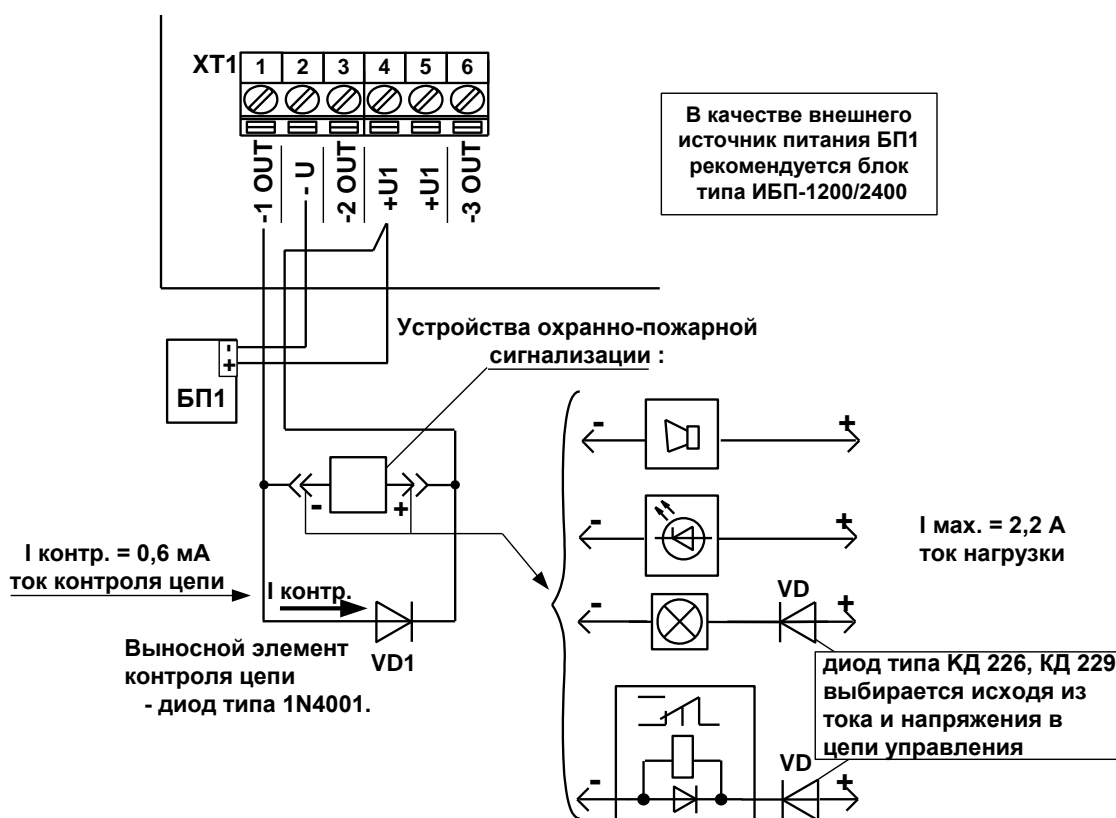 XT1 1 2 3 4 5 6
В качестве внешнего
источник питания БП1
рекомендуется блок
типа ИБП-1200/2400
-1 OUT
- U
-2 OUT
+U1
+U1
-3 OUT
Устройства охранно-пожарной
сигнализации :
-
+
БП1
- +
- +
- +
I мах. = 2,2 А
ток нагрузки
I контр. = 0,6 мА
ток контроля цепи
I контр.
VD1
Выносной элемент
контроля цепи
- диод типа 1N4001.
VD
- +
диод типа КД 226, КД 229
выбирается исходя из
тока и напряжения в
цепи управления
VD
- +